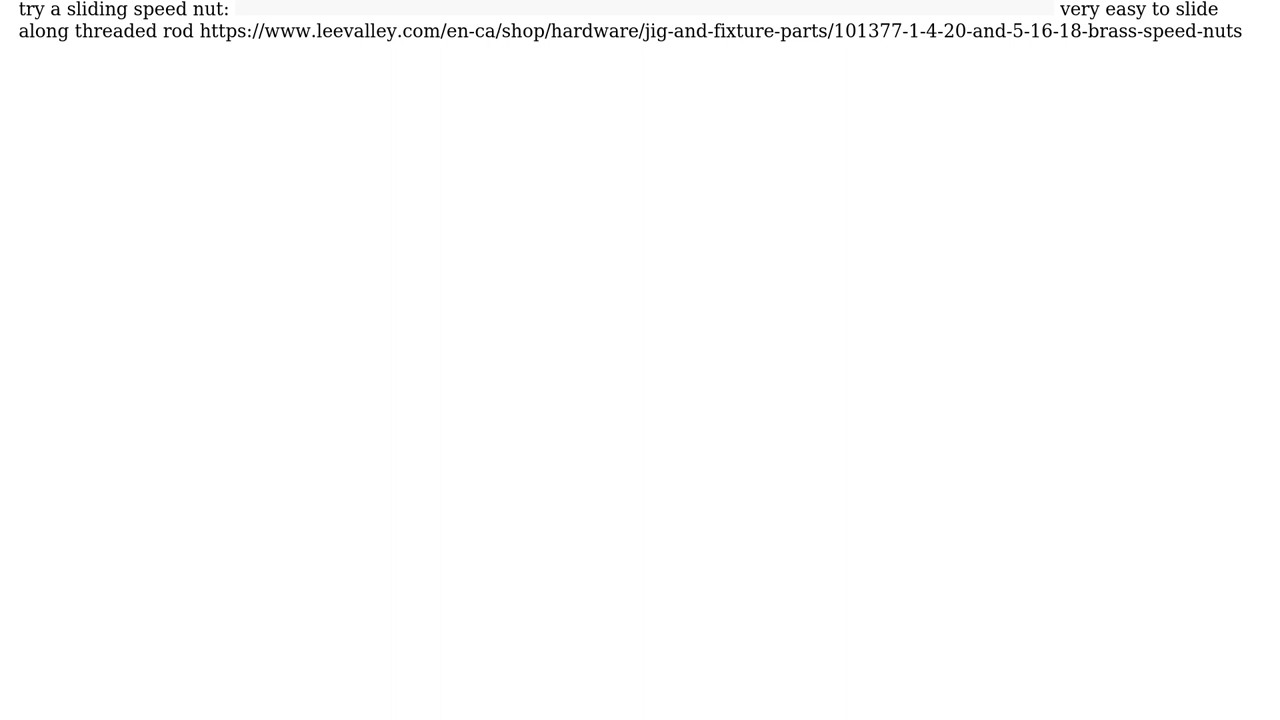 try a sliding speed nut: very easy to slide
along threaded rod https://www.leevalley.com/en-ca/shop/hardware/jig-and-fixture-parts/101377-1-4-20-and-5-16-18-brass-speed-nuts